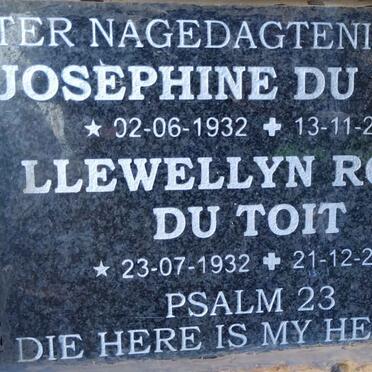 TER NAGEDAGTENI
JOSEPHINE DU
★ 02-06-1932 ✚ 13-11-2
LLEWELLYN RO
DU TOIT
★ 23-07-1932 ✚ 21-12-2
PSALM 23
DIE HERE IS MY HE